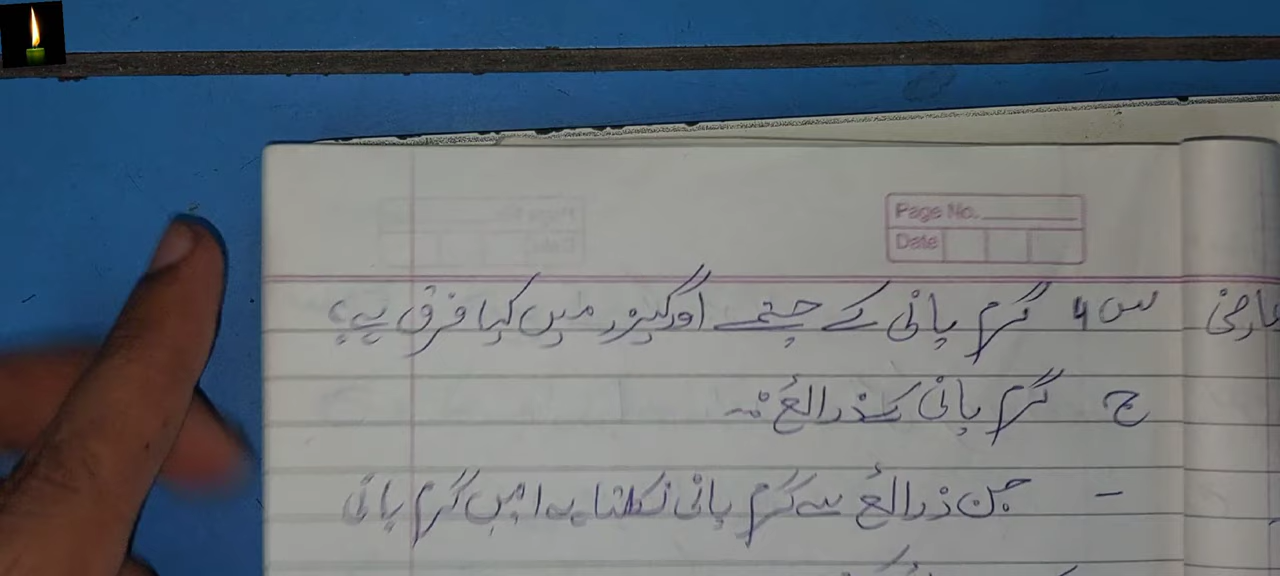 Page No.
Date
س 4 گرم پانی کے چشمے اور گیزر میں کیا فرق ہے؟
ج گرم پانی کے ذرائع :-
- جن ذرائع سے گرم پانی نکلتا ہے انہیں گرم پانی